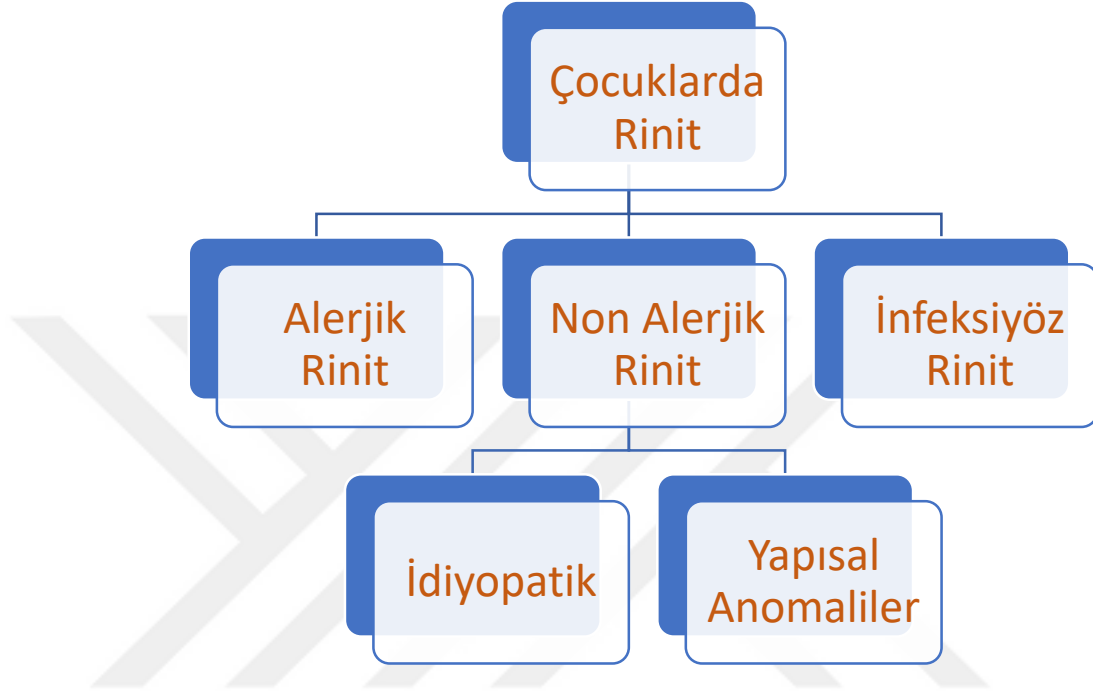 Çocuklarda
Rinit
Alerjik
Rinit
Non Alerjik
Rinit
İnfeksiyöz
Rinit
İdiyopatik
Yapısal
Anomaliler